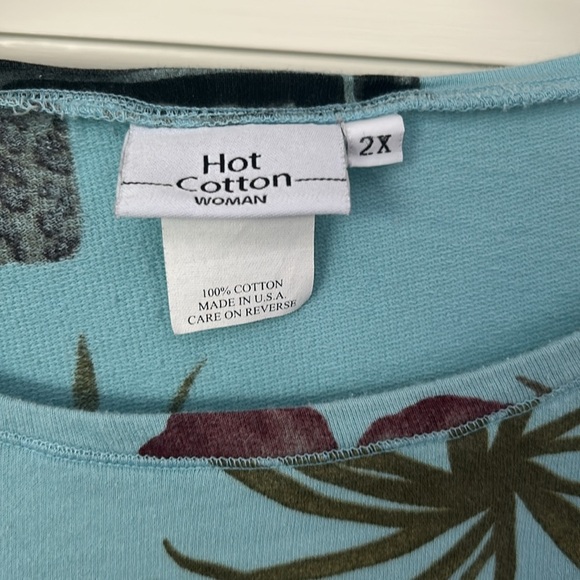 Hot
Cotton
WOMAN
2X
100% COTTON
MADE IN U.S.A.
CARE ON REVERSE